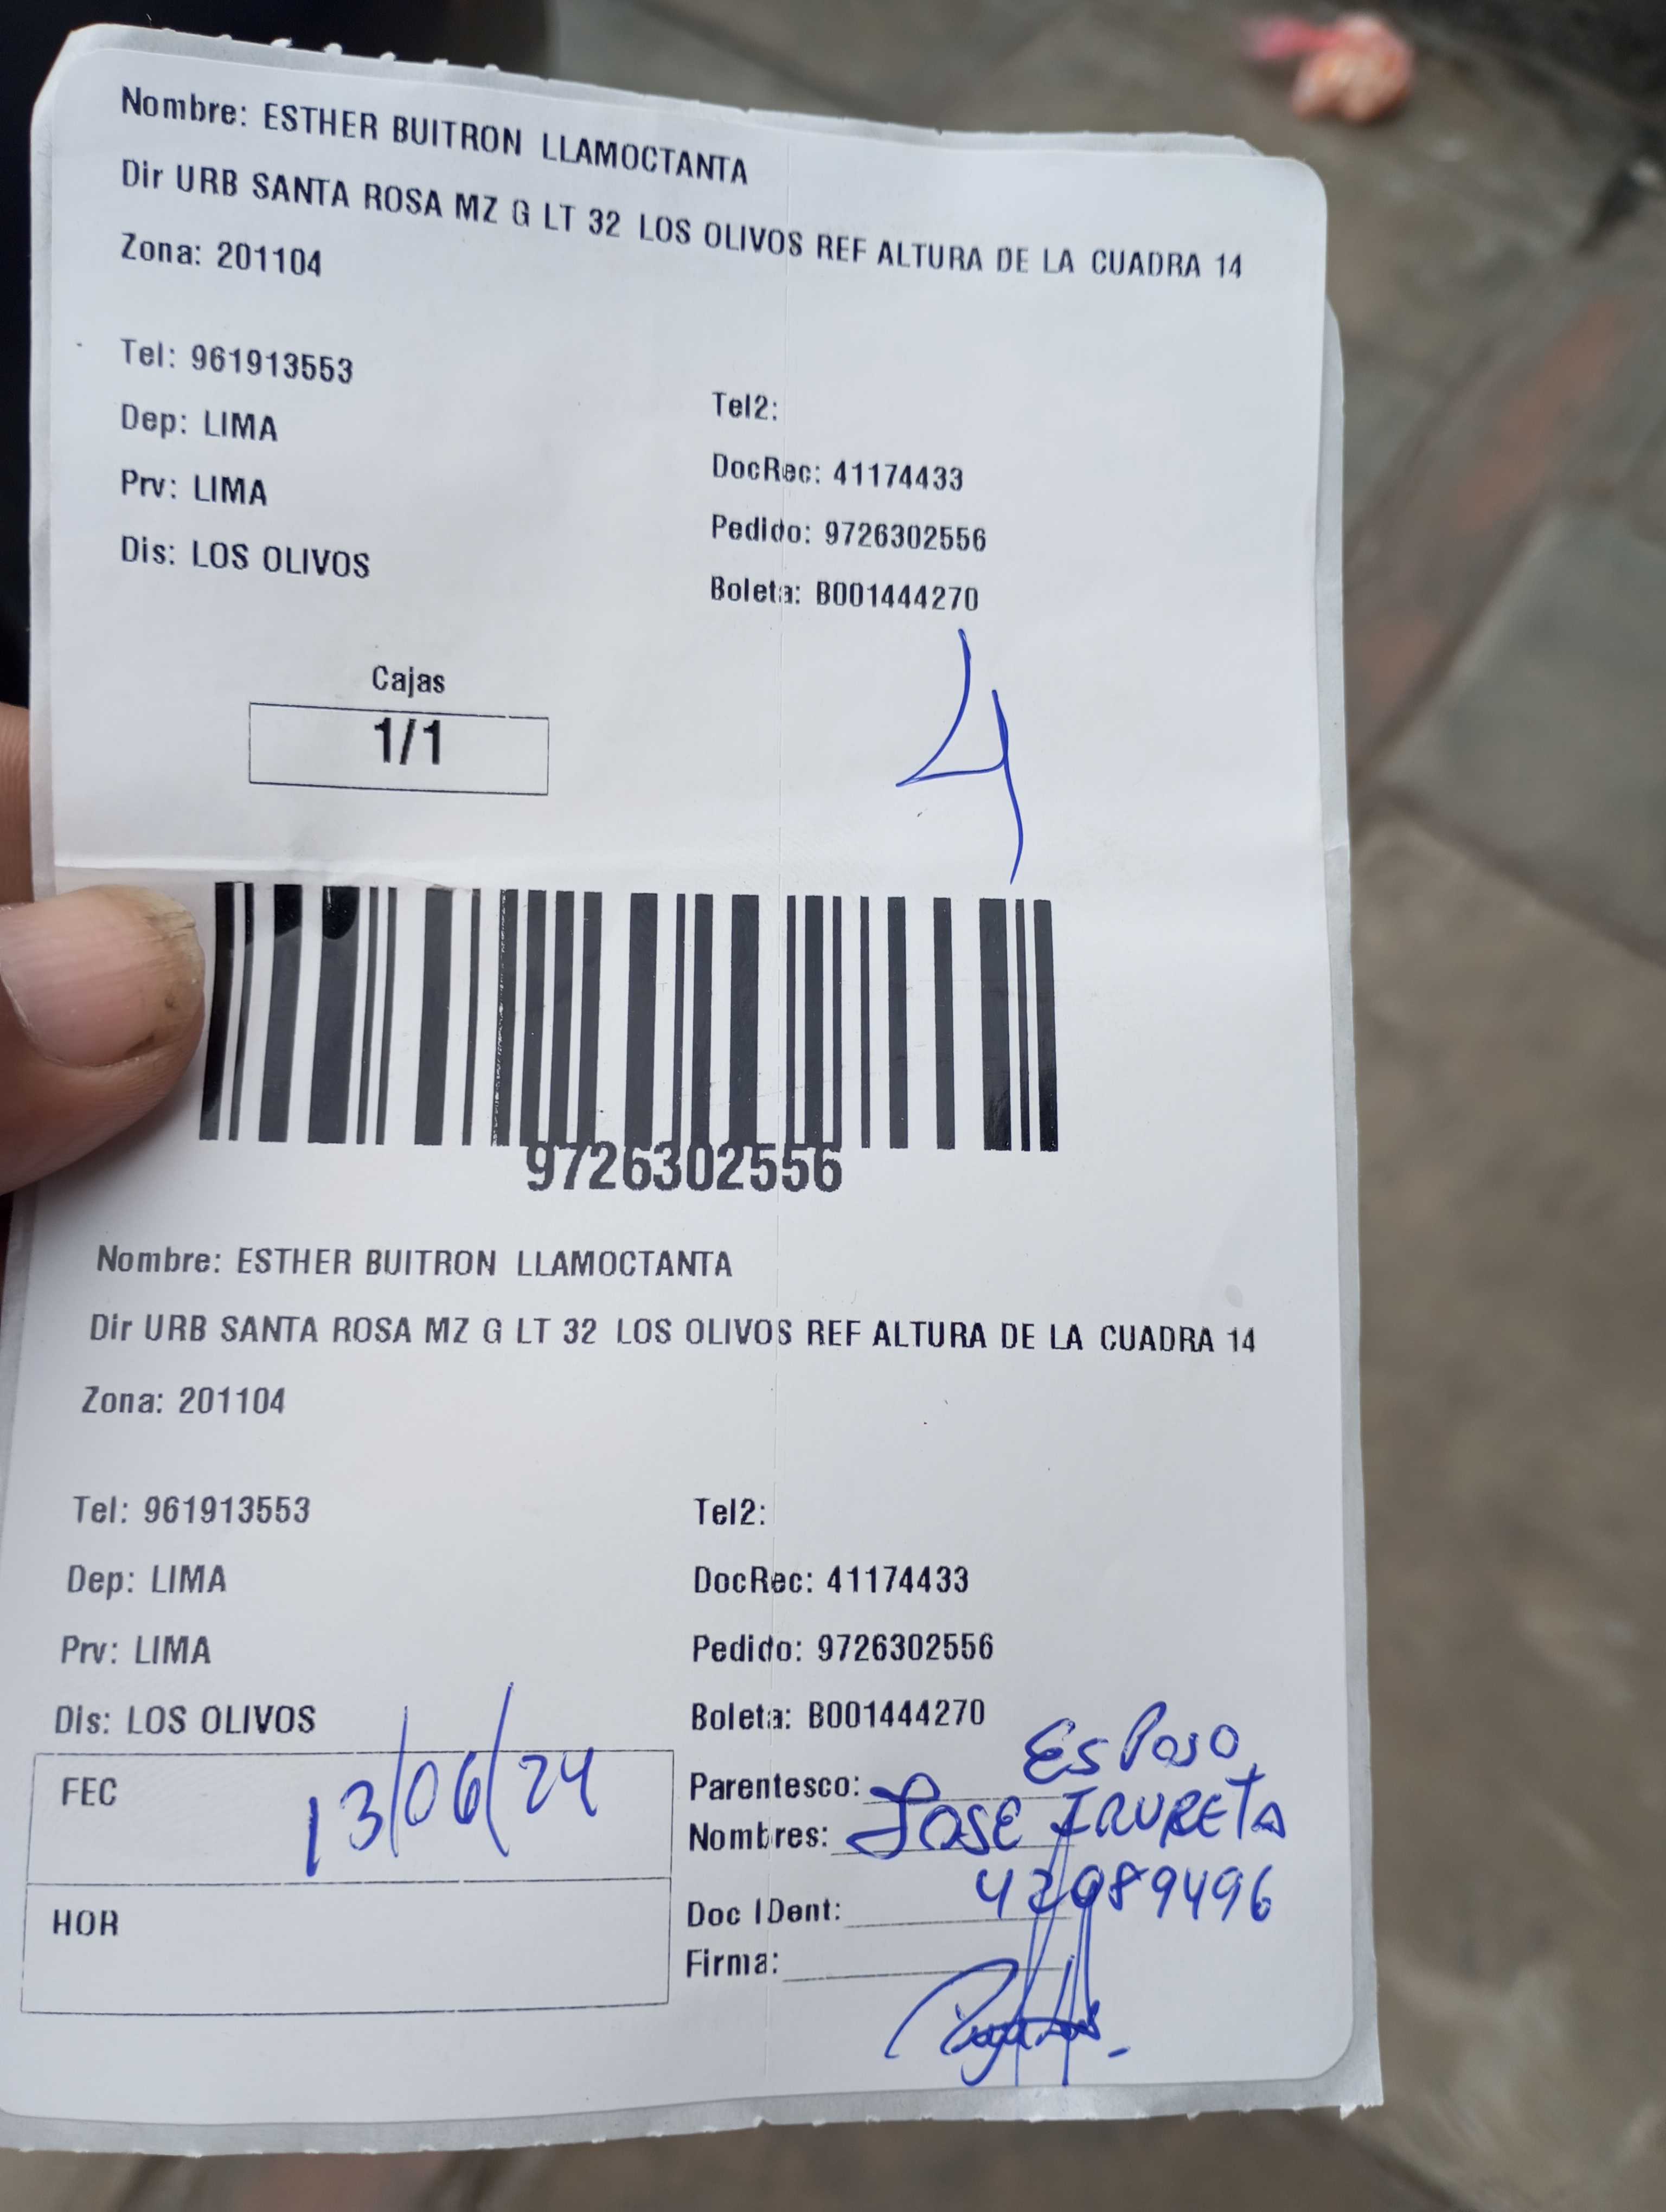 Nombre: ESTHER BUITRON LLAMOCTANTA
Dir URB SANTA ROSA MZ G LT 32 LOS OLIVOS REF ALTURA DE LA CUADRA 14
Zona: 201104
Tel: 961913553
Tel2:
Dep: LIMA
DocRec: 41174433
Prv: LIMA
Pedido: 9726302556
Dis: LOS OLIVOS
Boleta: B001444270
Cajas
1/1
4
9726302556
Nombre: ESTHER BUITRON LLAMOCTANTA
Dir URB SANTA ROSA MZ G LT 32 LOS OLIVOS REF ALTURA DE LA CUADRA 14
Zona: 201104
Tel: 961913553
Tel2:
Dep: LIMA
DocRec: 41174433
Prv: LIMA
Pedido: 9726302556
Dis: LOS OLIVOS
Boleta: B001444270
FEC 13/06/24
HOR
Parentesco: Esposo
Nombres: JOSE IRURETA
Doc IDent: 42089496
Firma: